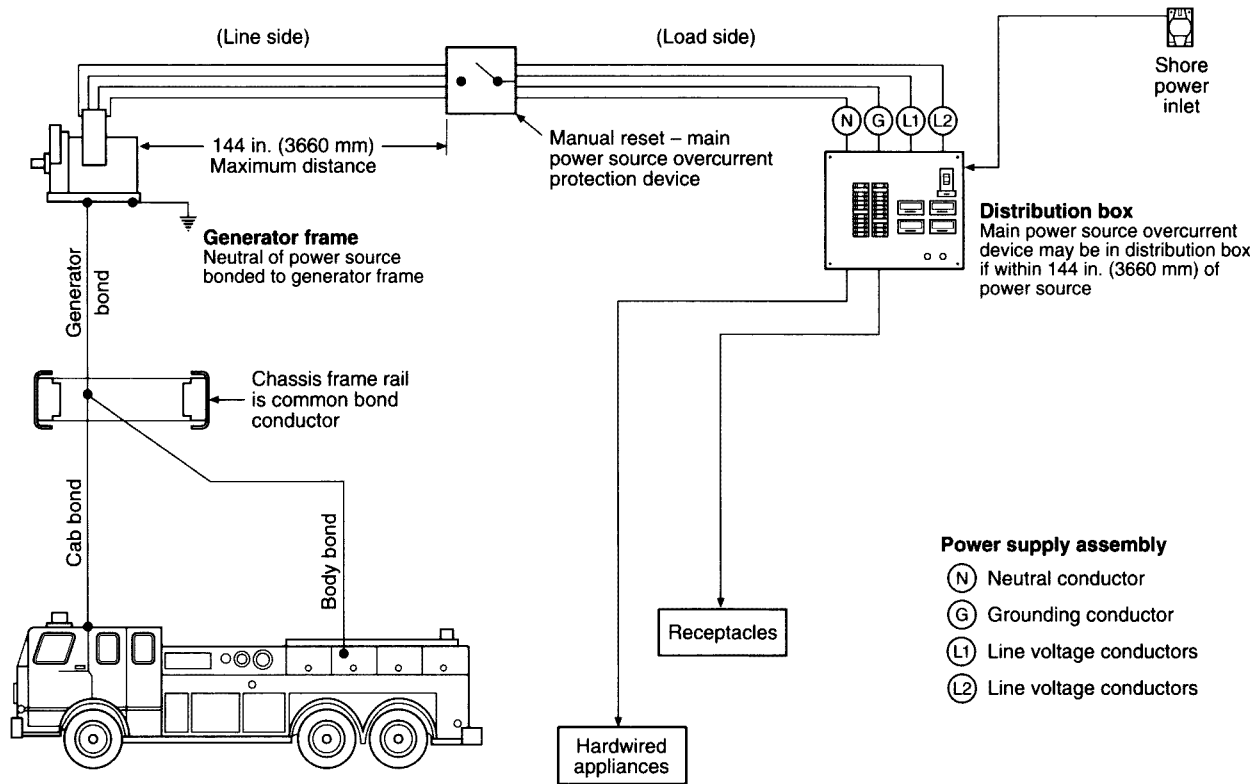 (Line side)
(Load side)
Shore
power
inlet
N
G
L1
L2
144 in. (3660 mm)
Maximum distance
Manual reset – main
power source overcurrent
protection device
Generator frame
Neutral of power source
bonded to generator frame
Distribution box
Main power source overcurrent
device may be in distribution box
if within 144 in. (3660 mm) of
power source
Generator
bond
Chassis frame rail
is common bond
conductor
Cab bond
Body bond
Receptacles
Hardwired
appliances
Power supply assembly
N Neutral conductor
G Grounding conductor
L1 Line voltage conductors
L2 Line voltage conductors